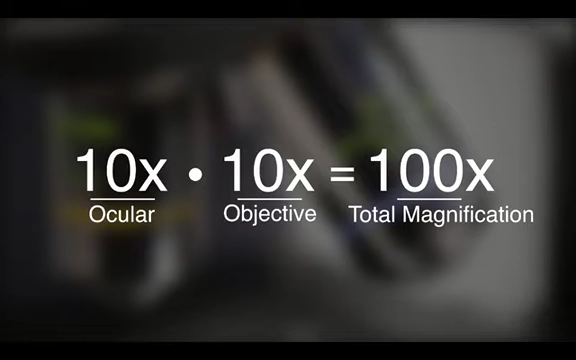 10x • 10x = 100x
Ocular Objective Total Magnification